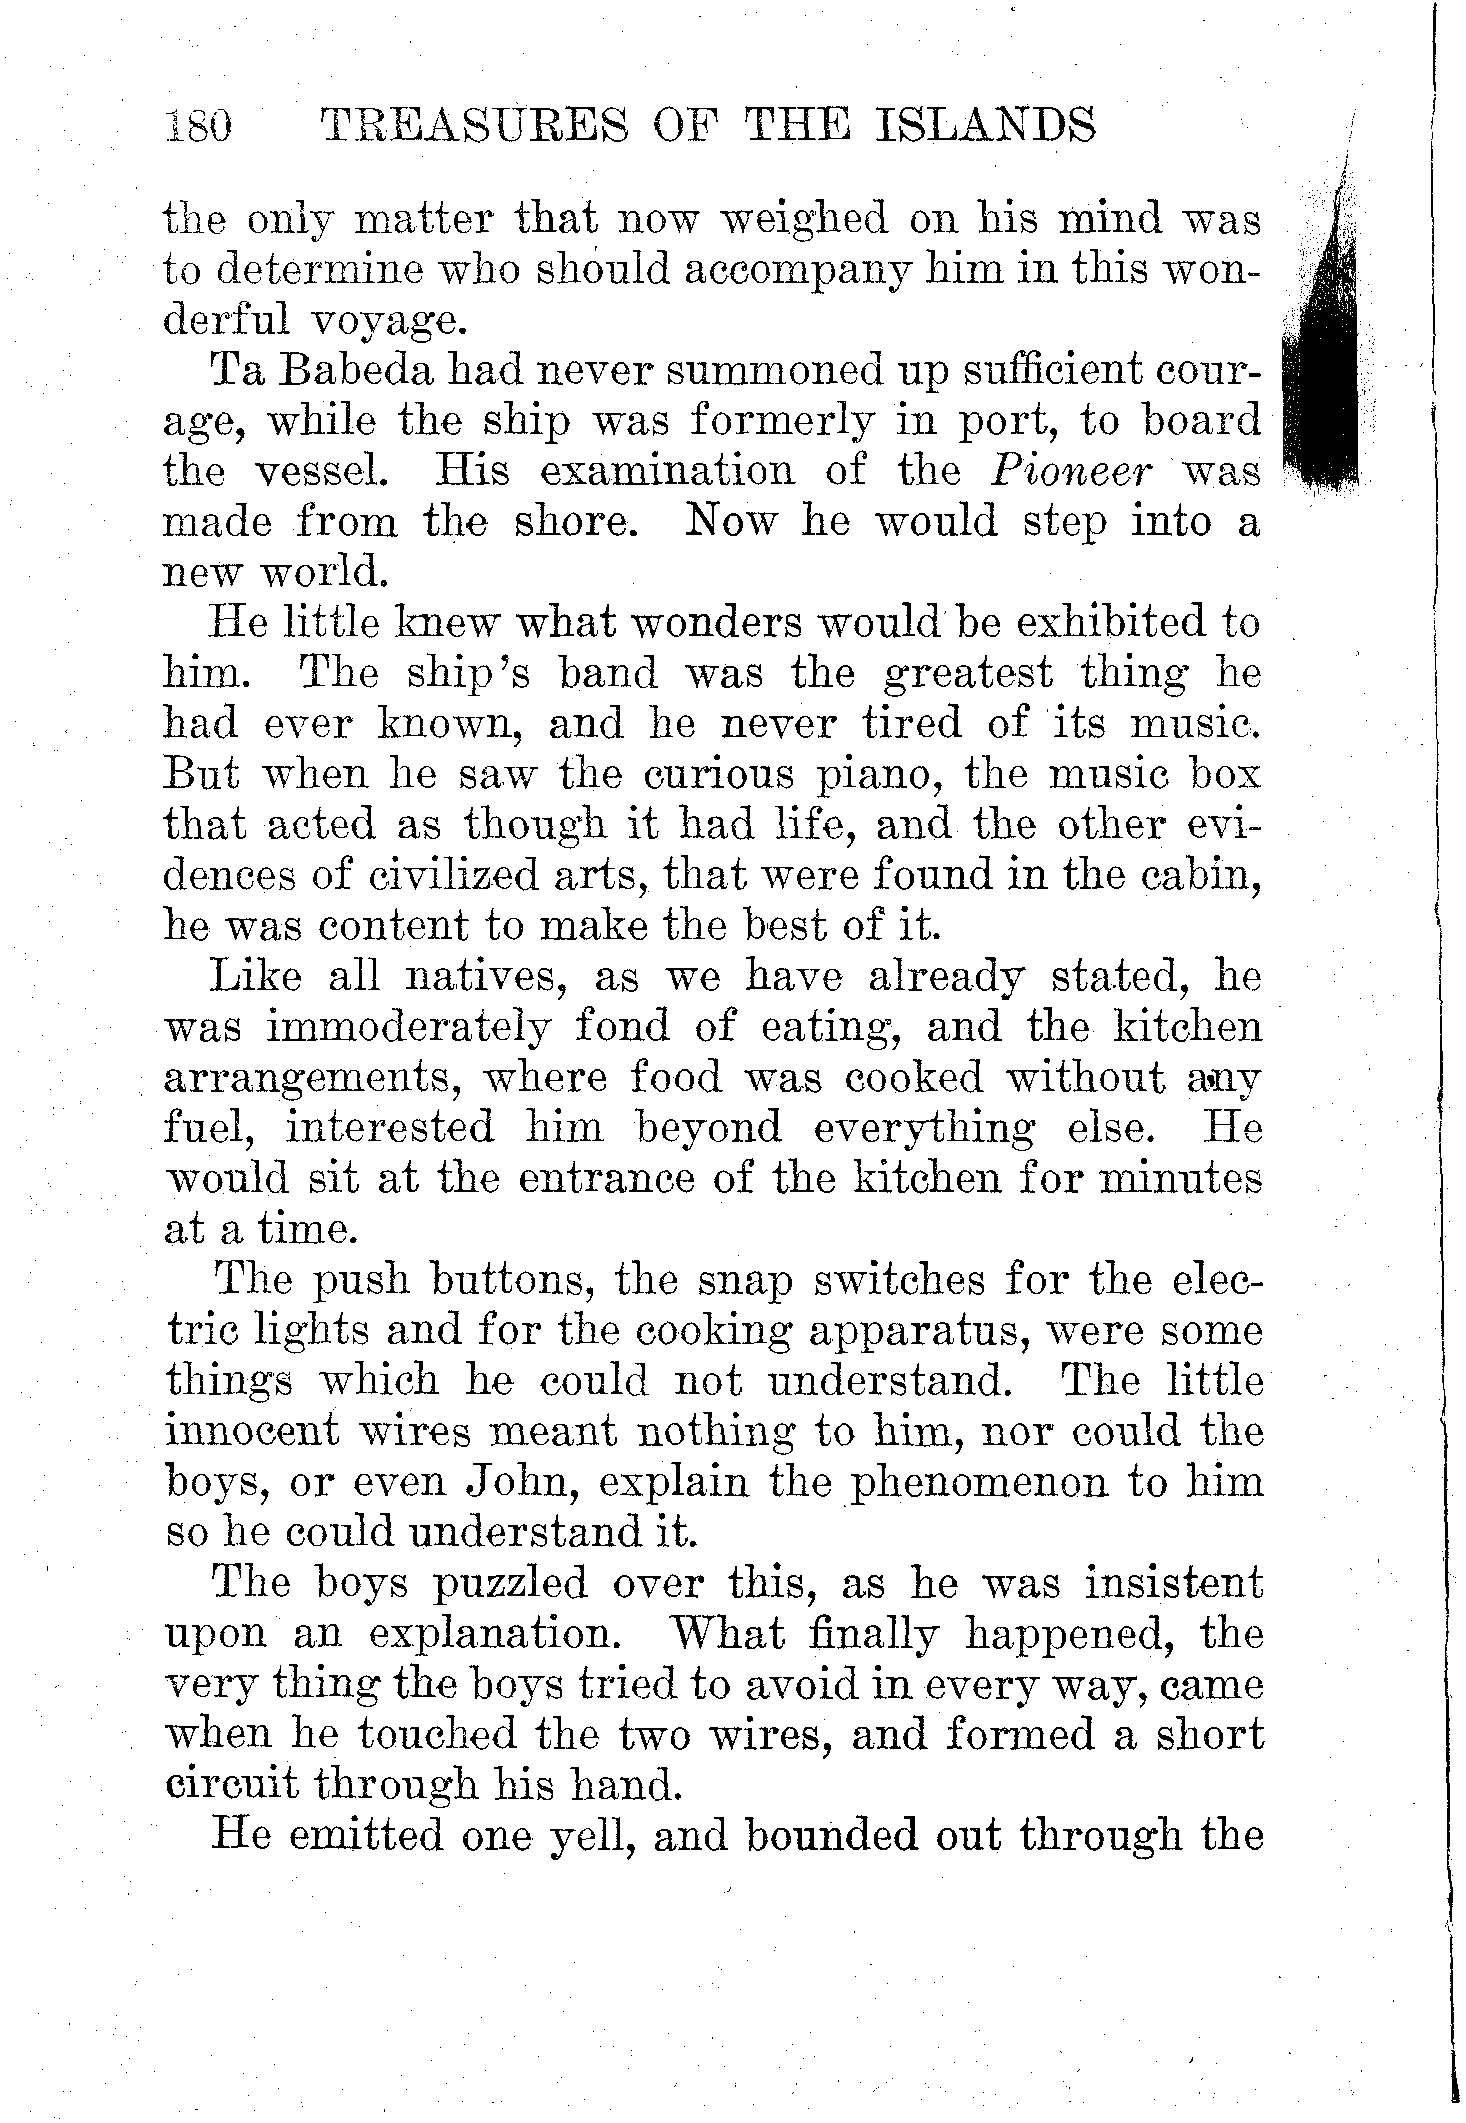 180 TREASURES OF THE ISLANDS
the only matter that now weighed on his mind was
to determine who should accompany him in this won-
derful voyage.
Ta Babeda had never summoned up sufficient cour-
age, while the ship was formerly in port, to board
the vessel. His examination of the Pioneer was
made from the shore. Now he would step into a
new world.
He little knew what wonders would be exhibited to
him. The ship's band was the greatest thing he
had ever known, and he never tired of its music.
But when he saw the curious piano, the music box
that acted as though it had life, and the other evi-
dences of civilized arts, that were found in the cabin,
he was content to make the best of it.
Like all natives, as we have already stated, he
was immoderately fond of eating, and the kitchen
arrangements, where food was cooked without any
fuel, interested him beyond everything else. He
would sit at the entrance of the kitchen for minutes
at a time.
The push buttons, the snap switches for the elec-
tric lights and for the cooking apparatus, were some
things which he could not understand. The little
innocent wires meant nothing to him, nor could the
boys, or even John, explain the phenomenon to him
so he could understand it.
The boys puzzled over this, as he was insistent
upon an explanation. What finally happened, the
very thing the boys tried to avoid in every way, came
when he touched the two wires, and formed a short
circuit through his hand.
He emitted one yell, and bounded out through the